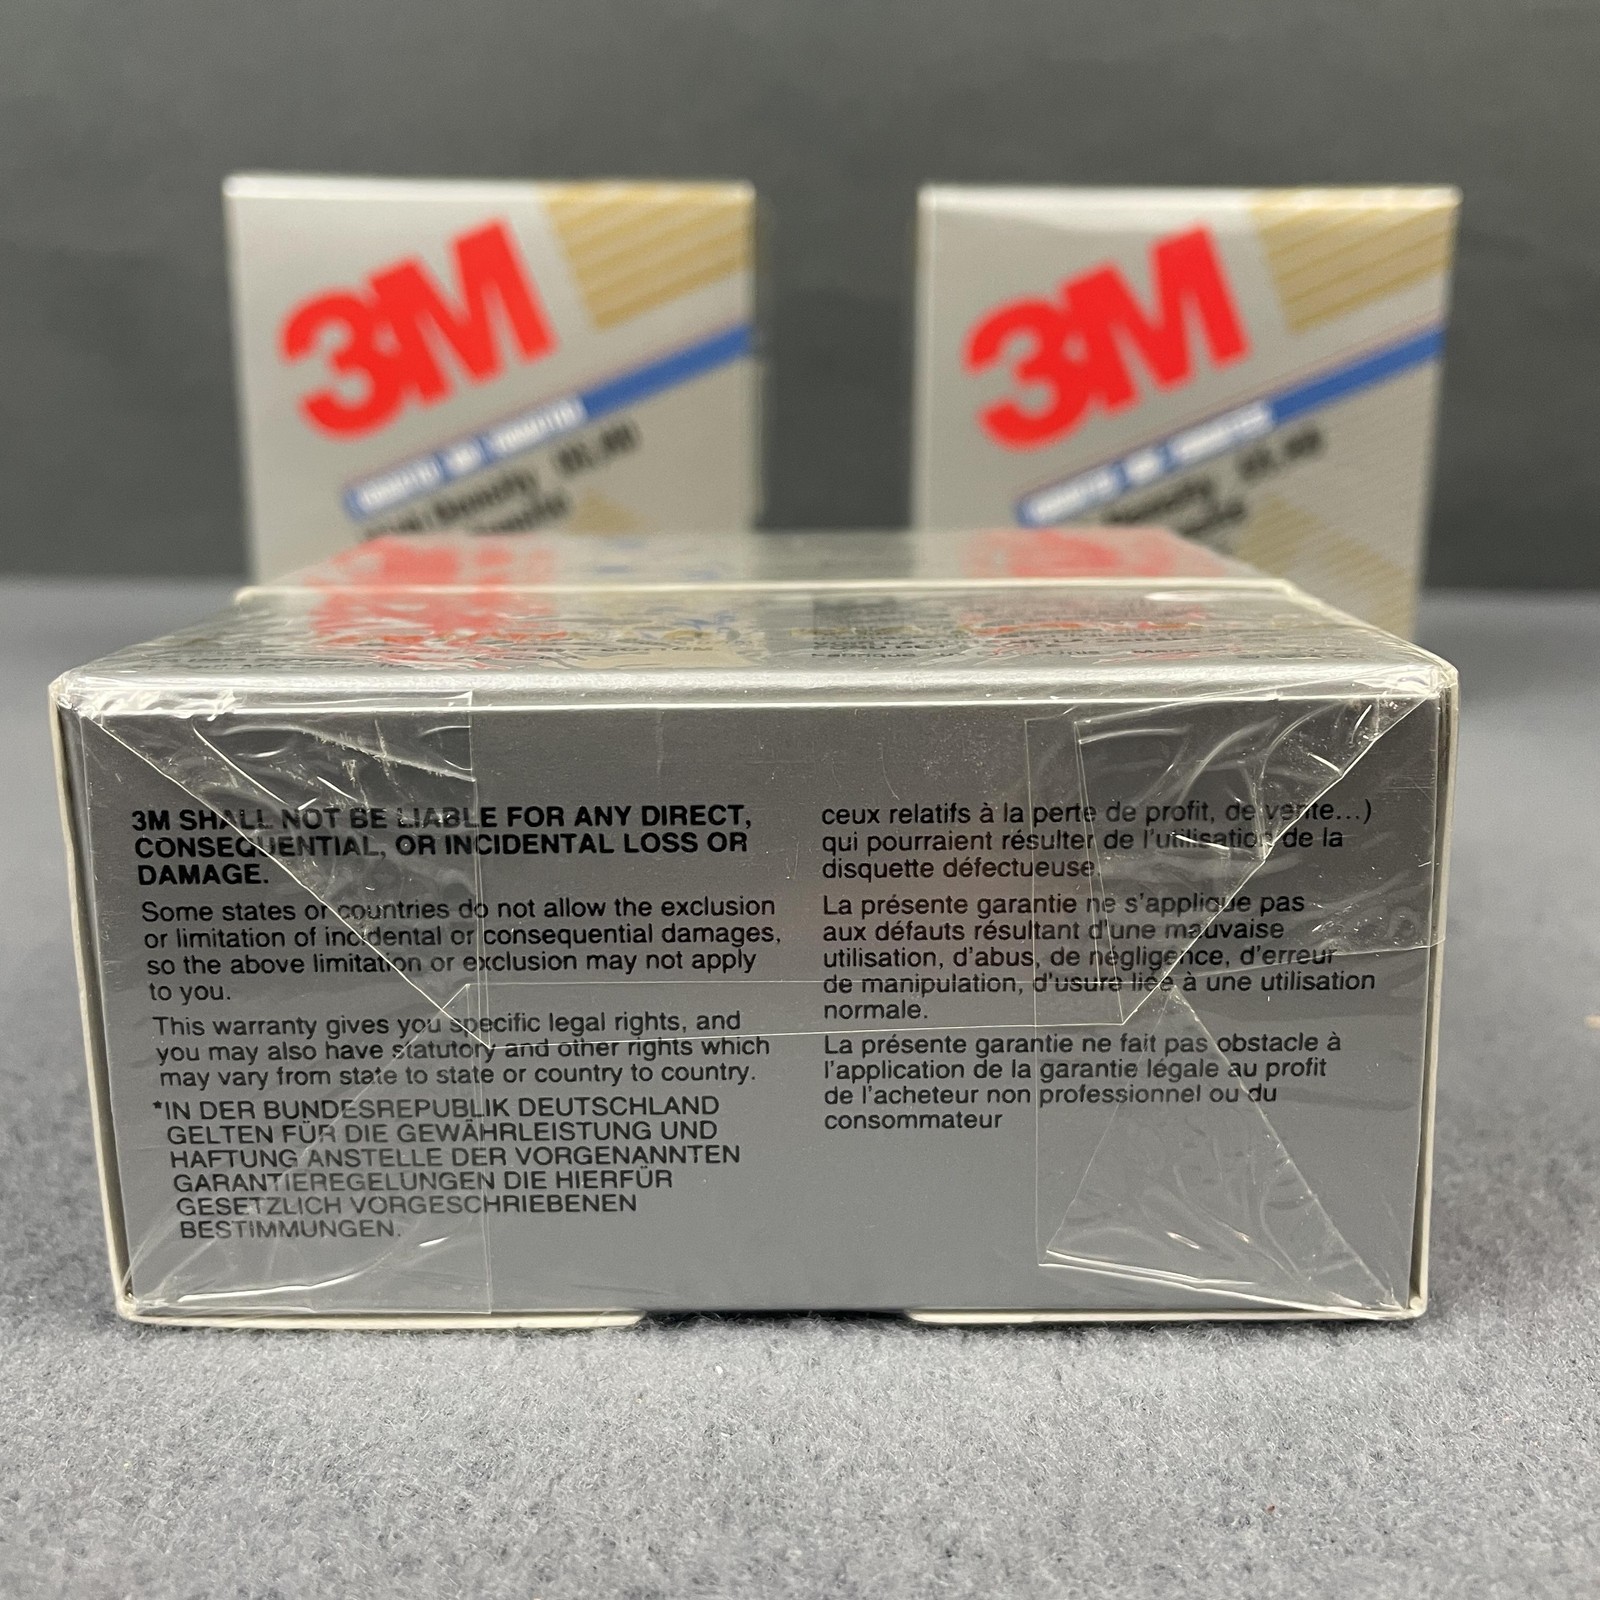 3M
3M
3M SHALL NOT BE LIABLE FOR ANY DIRECT,
CONSEQUENTIAL, OR INCIDENTAL LOSS OR
DAMAGE.
Some states or countries do not allow the exclusion
or limitation of incidental or consequential damages,
so the above limitation or exclusion may not apply
to you.
This warranty gives you specific legal rights, and
you may also have statutory and other rights which
may vary from state to state or country to country.
*IN DER BUNDESREPUBLIK DEUTSCHLAND
GELTEN FÜR DIE GEWÄHRLEISTUNG UND
HAFTUNG ANSTELLE DER VORGENANNTEN
GARANTIEREGELUNGEN DIE HIERFÜR
GESETZLICH VORGESCHRIEBENEN
BESTIMMUNGEN.
ceux relatifs à la perte de profit, de vente...)
qui pourraient résulter de l'utilisation de la
disquette défectueuse.
La présente garantie ne s'applique pas
aux défauts résultant d'une mauvaise
utilisation, d'abus, de négligence, d'erreur
de manipulation, d'usure liée à une utilisation
normale.
La présente garantie ne fait pas obstacle à
l'application de la garantie légale au profit
de l'acheteur non professionnel ou du
consommateur